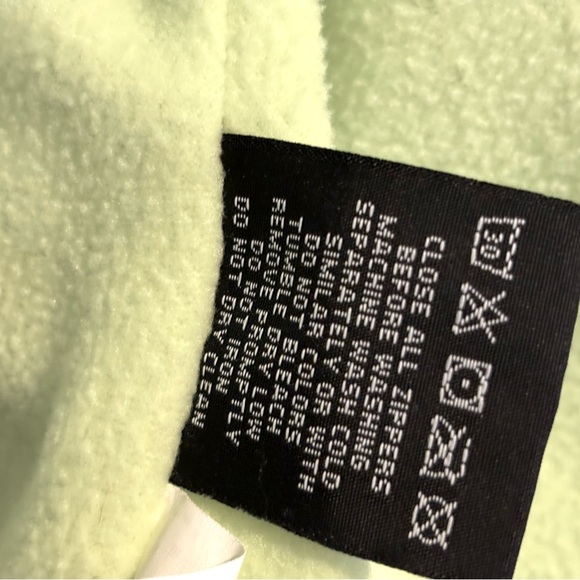 30
CLOSE ALL ZIPPERS
BEFORE WASHING
MACHINE WASH COLD
SEPARATELY OR WITH
SIMILAR COLORS
DO NOT BLEACH
TUMBLE DRY LOW
REMOVE PROMPTLY
DO NOT IRON
DO NOT DRY CLEAN